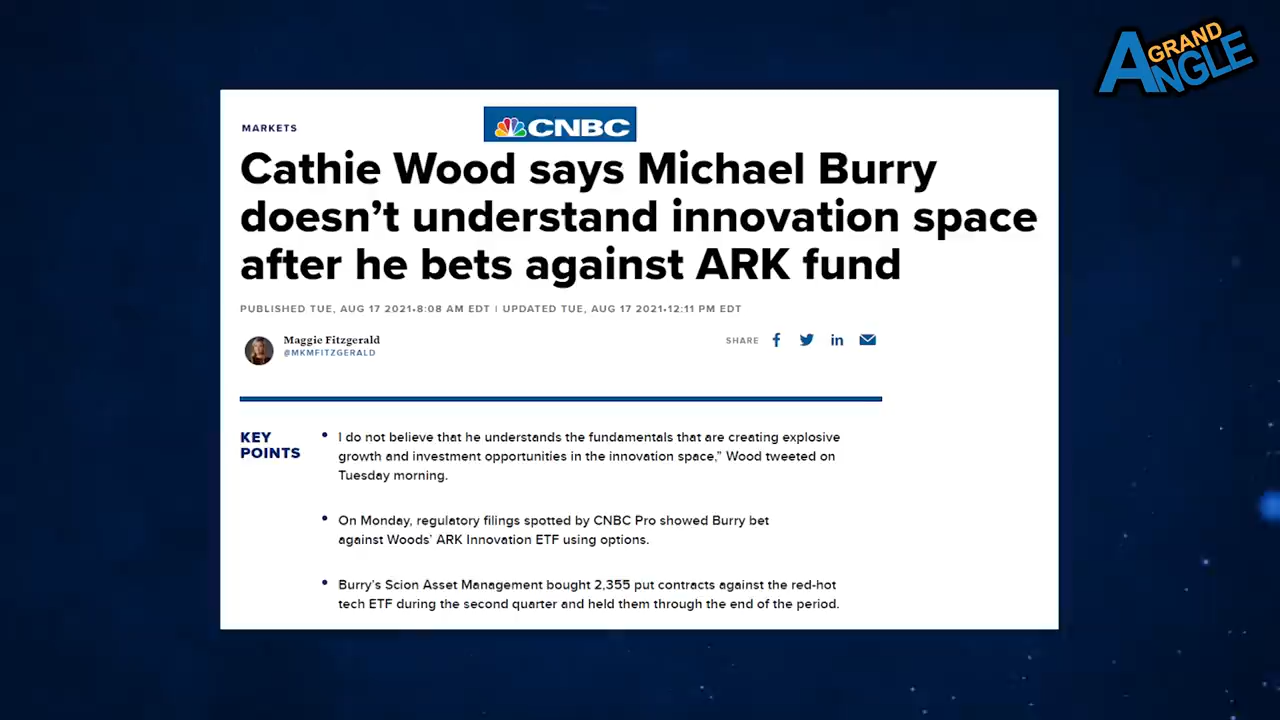 A GRAND
ANGLE
MARKETS
CNBC
Cathie Wood says Michael Burry
doesn’t understand innovation space
after he bets against ARK fund
PUBLISHED TUE, AUG 17 2021•8:08 AM EDT | UPDATED TUE, AUG 17 2021•12:11 PM EDT
Maggie Fitzgerald
@MKMFITZGERALD
SHARE
KEY
POINTS
• I do not believe that he understands the fundamentals that are creating explosive
growth and investment opportunities in the innovation space,” Wood tweeted on
Tuesday morning.
• On Monday, regulatory filings spotted by CNBC Pro showed Burry bet
against Woods’ ARK Innovation ETF using options.
• Burry’s Scion Asset Management bought 2,355 put contracts against the red-hot
tech ETF during the second quarter and held them through the end of the period.